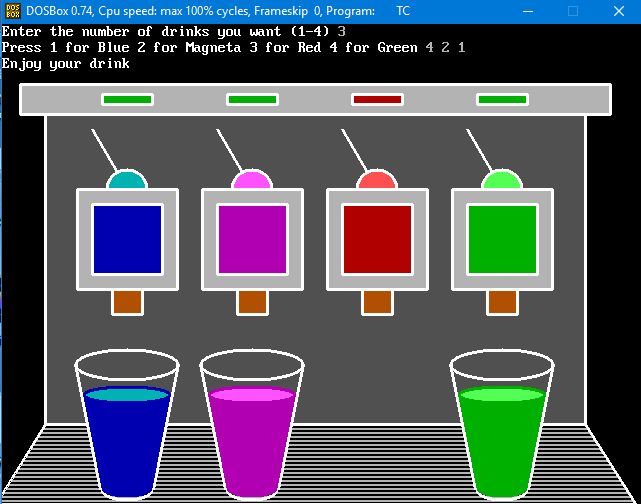 DOSBox 0.74, Cpu speed: max 100% cycles, Frameskip 0, Program: TC
Enter the number of drinks you want (1-4) 3
Press 1 for Blue 2 for Magneta 3 for Red 4 for Green 4 2 1
Enjoy your drink